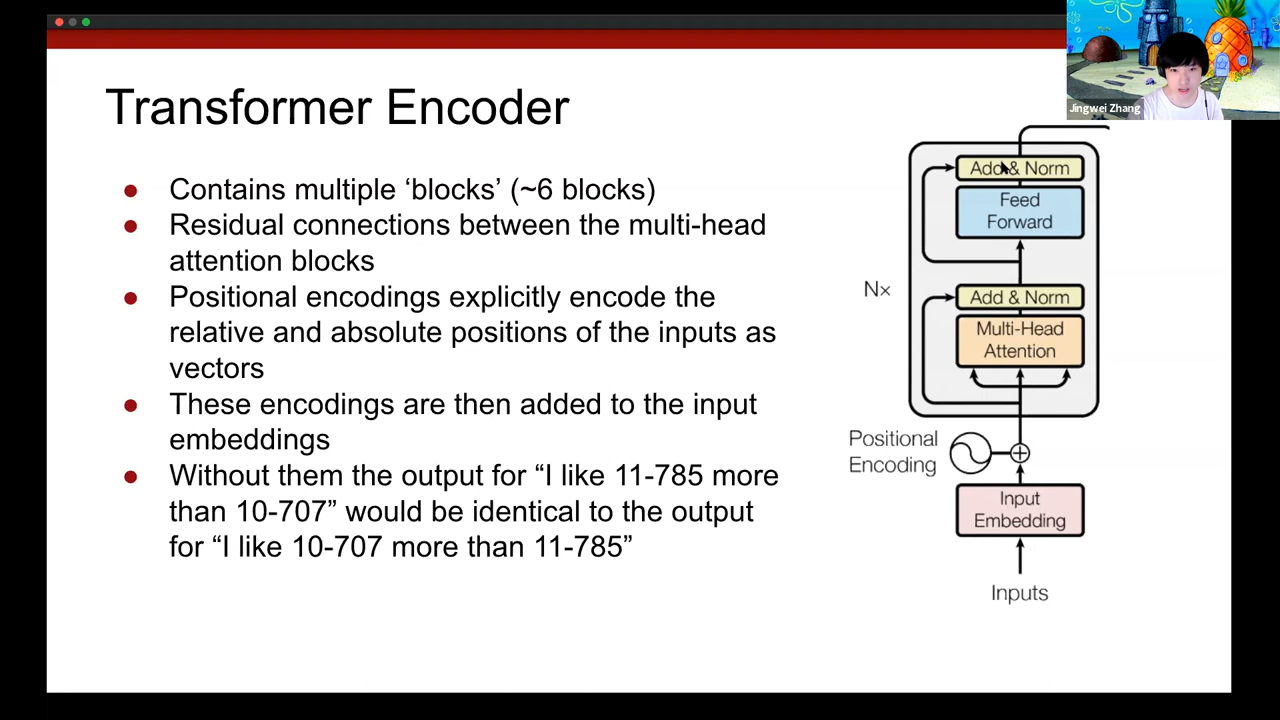 Jingwei Zhang
Transformer Encoder
● Contains multiple ‘blocks’ (~6 blocks)
● Residual connections between the multi-head
attention blocks
● Positional encodings explicitly encode the
relative and absolute positions of the inputs as
vectors
● These encodings are then added to the input
embeddings
● Without them the output for “I like 11-785 more
than 10-707” would be identical to the output
for “I like 10-707 more than 11-785”
Add & Norm
Feed
Forward
N×
Add & Norm
Multi-Head
Attention
Positional
Encoding
Input
Embedding
Inputs